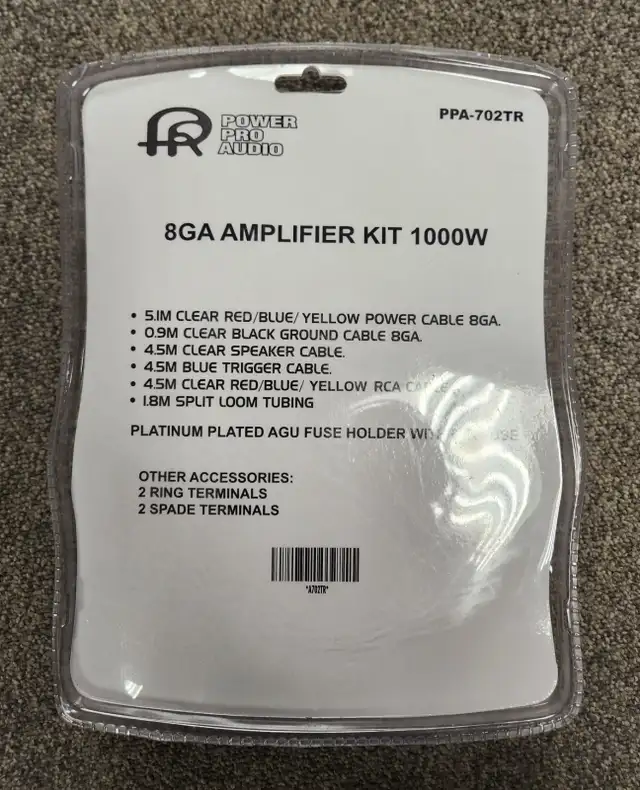 POWER
PRO
AUDIO
PPA-702TR
8GA AMPLIFIER KIT 1000W
• 5.1M CLEAR RED/BLUE/ YELLOW POWER CABLE 8GA.
• 0.9M CLEAR BLACK GROUND CABLE 8GA.
• 4.5M CLEAR SPEAKER CABLE.
• 4.5M BLUE TRIGGER CABLE.
• 4.5M CLEAR RED/BLUE/ YELLOW RCA CABLE
• 1.8M SPLIT LOOM TUBING
PLATINUM PLATED AGU FUSE HOLDER WITH
OTHER ACCESSORIES:
2 RING TERMINALS
2 SPADE TERMINALS
*A702TR*